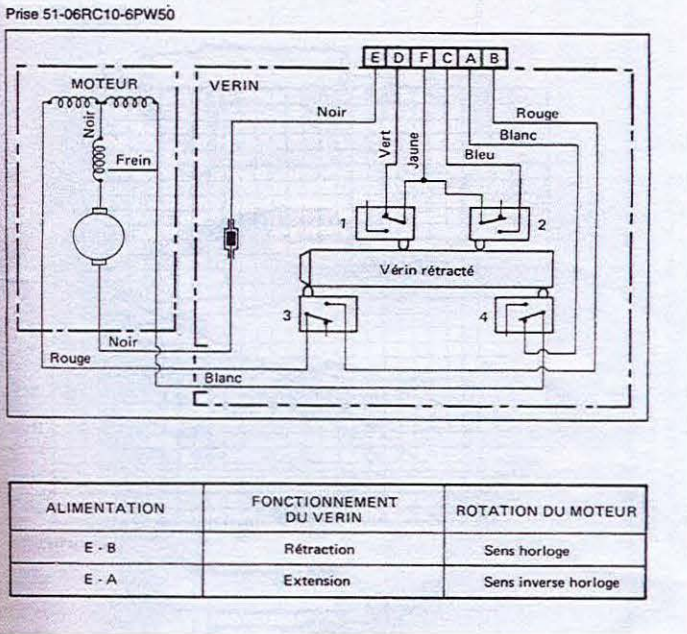 Prise 51-06RC10-6PW50
E D F C A B
MOTEUR
VERIN
Noir
Rouge
Noir
Vert
Jaune
Blanc
Frein
Bleu
1
2
Vérin rétracté
3
4
Noir
Rouge
Blanc
ALIMENTATION
FONCTIONNEMENT
DU VERIN
ROTATION DU MOTEUR
E - B
Rétraction
Sens horloge
E - A
Extension
Sens inverse horloge